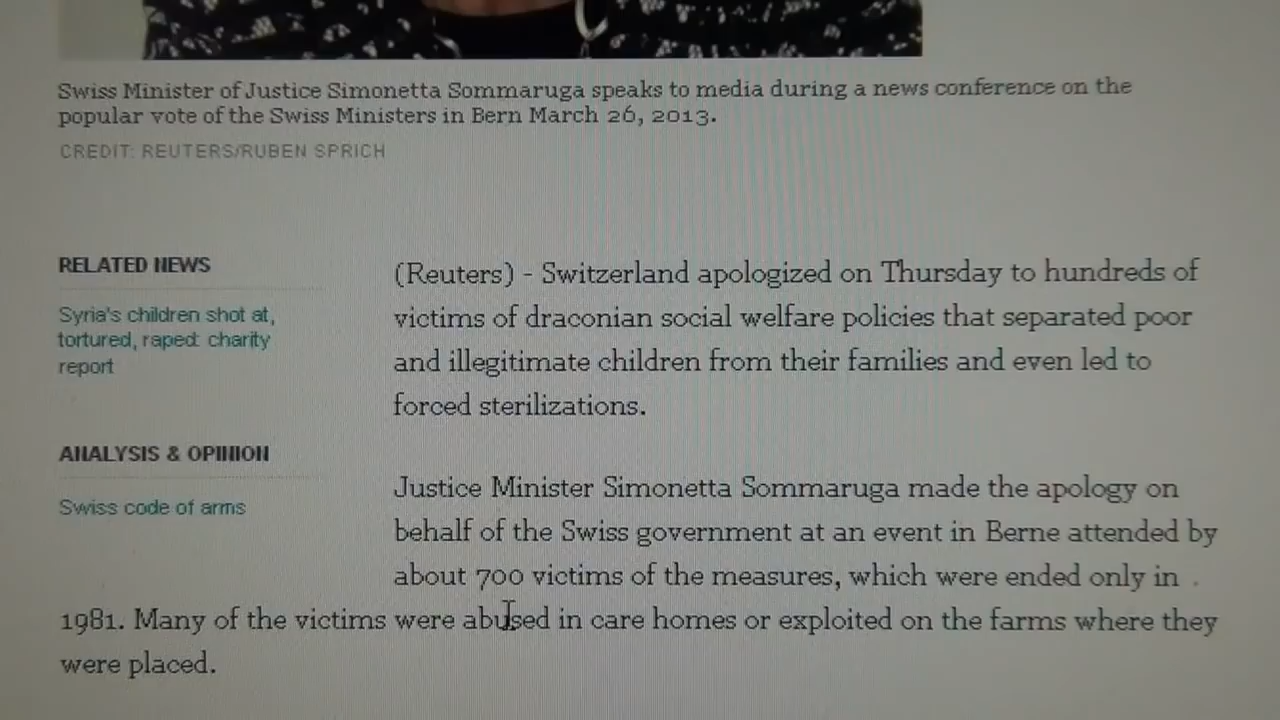 Swiss Minister of Justice Simonetta Sommaruga speaks to media during a news conference on the
popular vote of the Swiss Ministers in Bern March 26, 2013.
CREDIT: REUTERS/RUBEN SPRICH
RELATED NEWS
Syria's children shot at,
tortured, raped: charity
report
ANALYSIS & OPINION
Swiss code of arms
(Reuters) - Switzerland apologized on Thursday to hundreds of
victims of draconian social welfare policies that separated poor
and illegitimate children from their families and even led to
forced sterilizations.
Justice Minister Simonetta Sommaruga made the apology on
behalf of the Swiss government at an event in Berne attended by
about 700 victims of the measures, which were ended only in
1981. Many of the victims were abused in care homes or exploited on the farms where they
were placed.